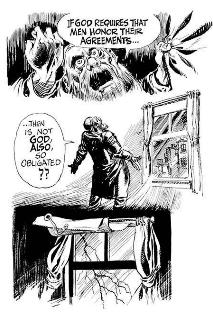 IF GOD REQUIRES THAT
MEN HONOR THEIR
AGREEMENTS...
...THEN
IS NOT
GOD,
ALSO,
SO
OBLIGATED
??